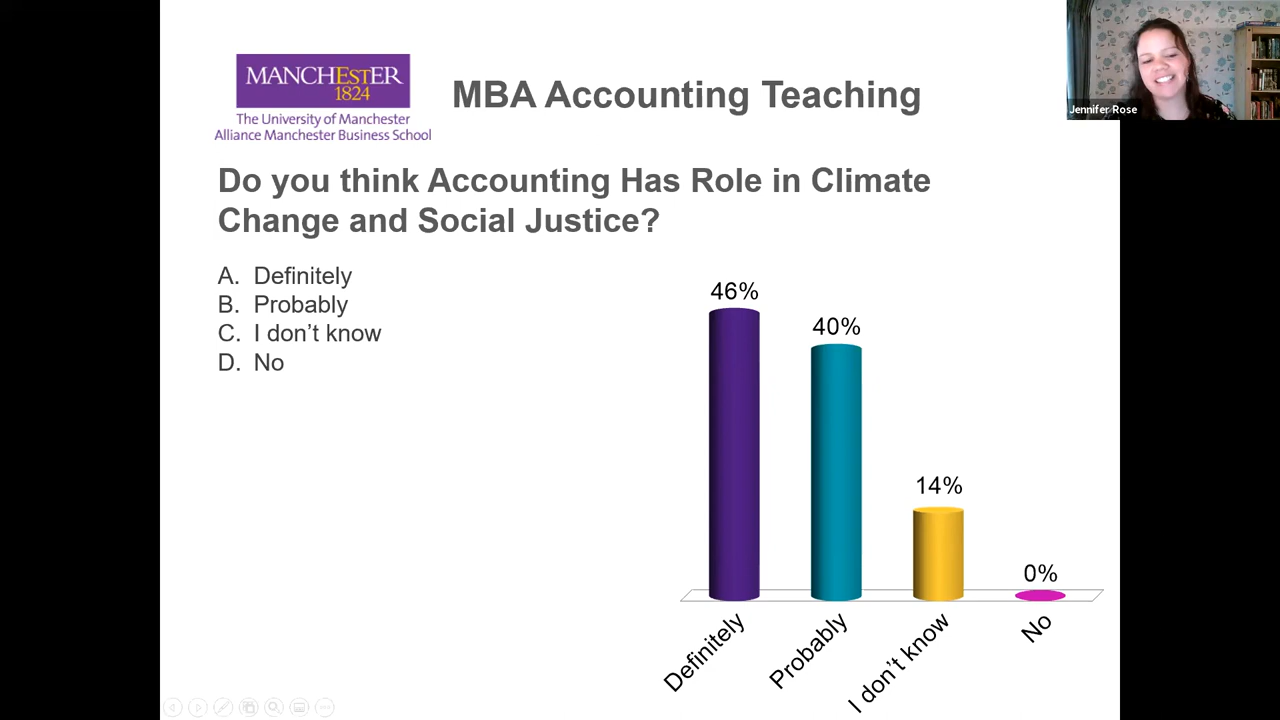 MANCHESTER
1824
The University of Manchester
Alliance Manchester Business School
MBA Accounting Teaching
Jennifer Rose
Do you think Accounting Has Role in Climate
Change and Social Justice?
A. Definitely
B. Probably
C. I don’t know
D. No
46%
40%
14%
0%
Definitely
Probably
I don’t know
No